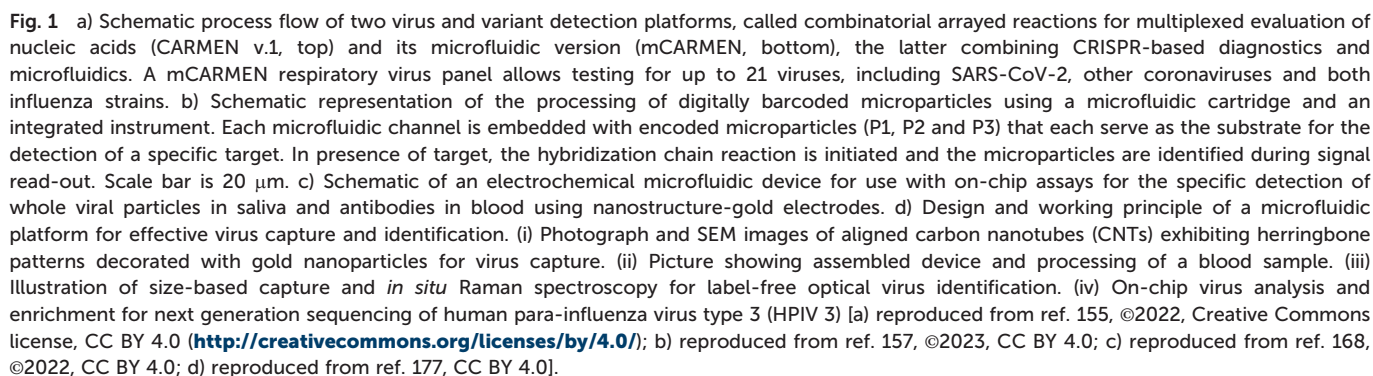 Fig. 1 a) Schematic process flow of two virus and variant detection platforms, called combinatorial arrayed reactions for multiplexed evaluation of
nucleic acids (CARMEN v.1, top) and its microfluidic version (mCARMEN, bottom), the latter combining CRISPR-based diagnostics and
microfluidics. A mCARMEN respiratory virus panel allows testing for up to 21 viruses, including SARS-CoV-2, other coronaviruses and both
influenza strains. b) Schematic representation of the processing of digitally barcoded microparticles using a microfluidic cartridge and an
integrated instrument. Each microfluidic channel is embedded with encoded microparticles (P1, P2 and P3) that each serve as the substrate for the
detection of a specific target. In presence of target, the hybridization chain reaction is initiated and the microparticles are identified during signal
read-out. Scale bar is 20 μm. c) Schematic of an electrochemical microfluidic device for use with on-chip assays for the specific detection of
whole viral particles in saliva and antibodies in blood using nanostructure-gold electrodes. d) Design and working principle of a microfluidic
platform for effective virus capture and identification. (i) Photograph and SEM images of aligned carbon nanotubes (CNTs) exhibiting herringbone
patterns decorated with gold nanoparticles for virus capture. (ii) Picture showing assembled device and processing of a blood sample. (iii)
Illustration of size-based capture and in situ Raman spectroscopy for label-free optical virus identification. (iv) On-chip virus analysis and
enrichment for next generation sequencing of human para-influenza virus type 3 (HPIV 3) [a) reproduced from ref. 155, ©2022, Creative Commons
license, CC BY 4.0 (http://creativecommons.org/licenses/by/4.0/); b) reproduced from ref. 157, ©2023, CC BY 4.0; c) reproduced from ref. 168,
©2022, CC BY 4.0; d) reproduced from ref. 177, CC BY 4.0].